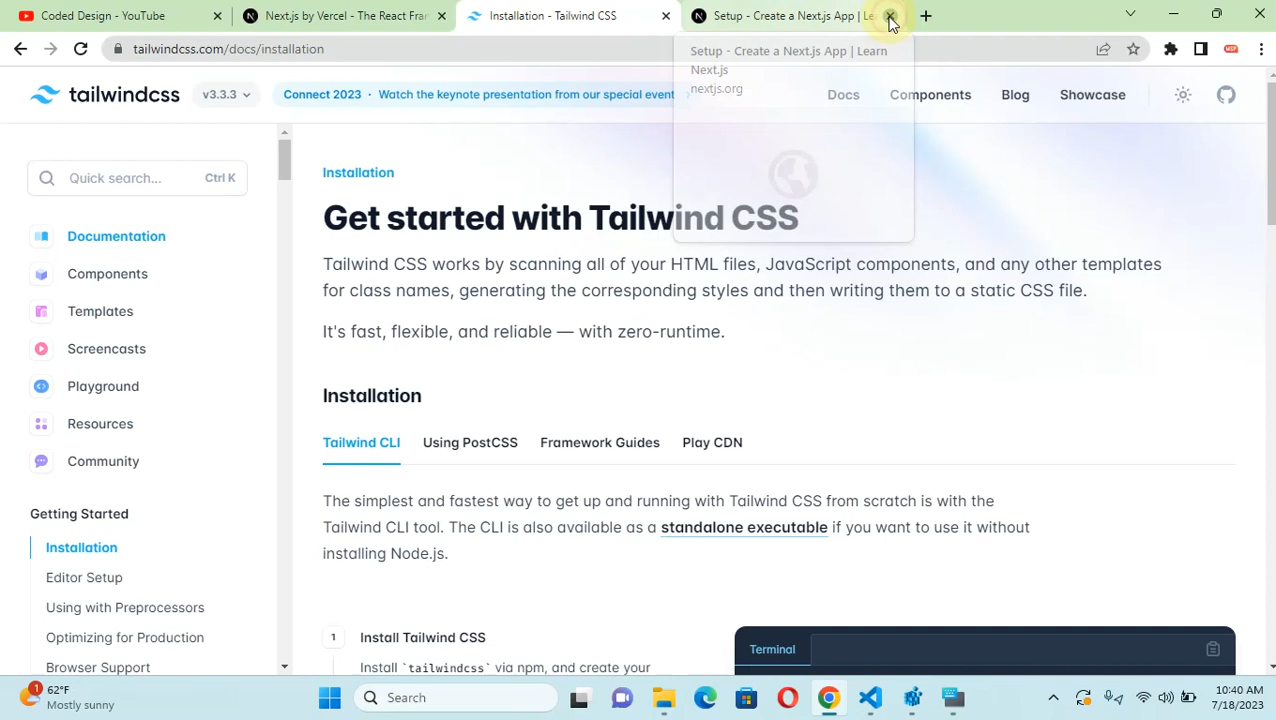 Coding + Design - YouTube
Next.js by Vercel - The React Fram
Installation - Tailwind CSS
Setup - Create a Next.js App | Le
tailwindcss.com/docs/installation
Setup - Create a Next.js App | Learn
Next.js
nextjs.org
tailwindcss
v3.3.3
Connect 2023 · Watch the keynote presentation from our special event
Docs
Components
Blog
Showcase
Quick search...
Ctrl K
Documentation
Components
Templates
Screencasts
Playground
Resources
Community
Getting Started
Installation
Editor Setup
Using with Preprocessors
Optimizing for Production
Browser Support
Installation
Get started with Tailwind CSS
Tailwind CSS works by scanning all of your HTML files, JavaScript components, and any other templates
for class names, generating the corresponding styles and then writing them to a static CSS file.
It's fast, flexible, and reliable — with zero-runtime.
Installation
Tailwind CLI
Using PostCSS
Framework Guides
Play CDN
The simplest and fastest way to get up and running with Tailwind CSS from scratch is with the
Tailwind CLI tool. The CLI is also available as a standalone executable if you want to use it without
installing Node.js.
1
Install Tailwind CSS
Install `tailwindcss` via npm, and create your
Terminal
1
62°F
Mostly sunny
Search
10:40 AM
7/18/2023